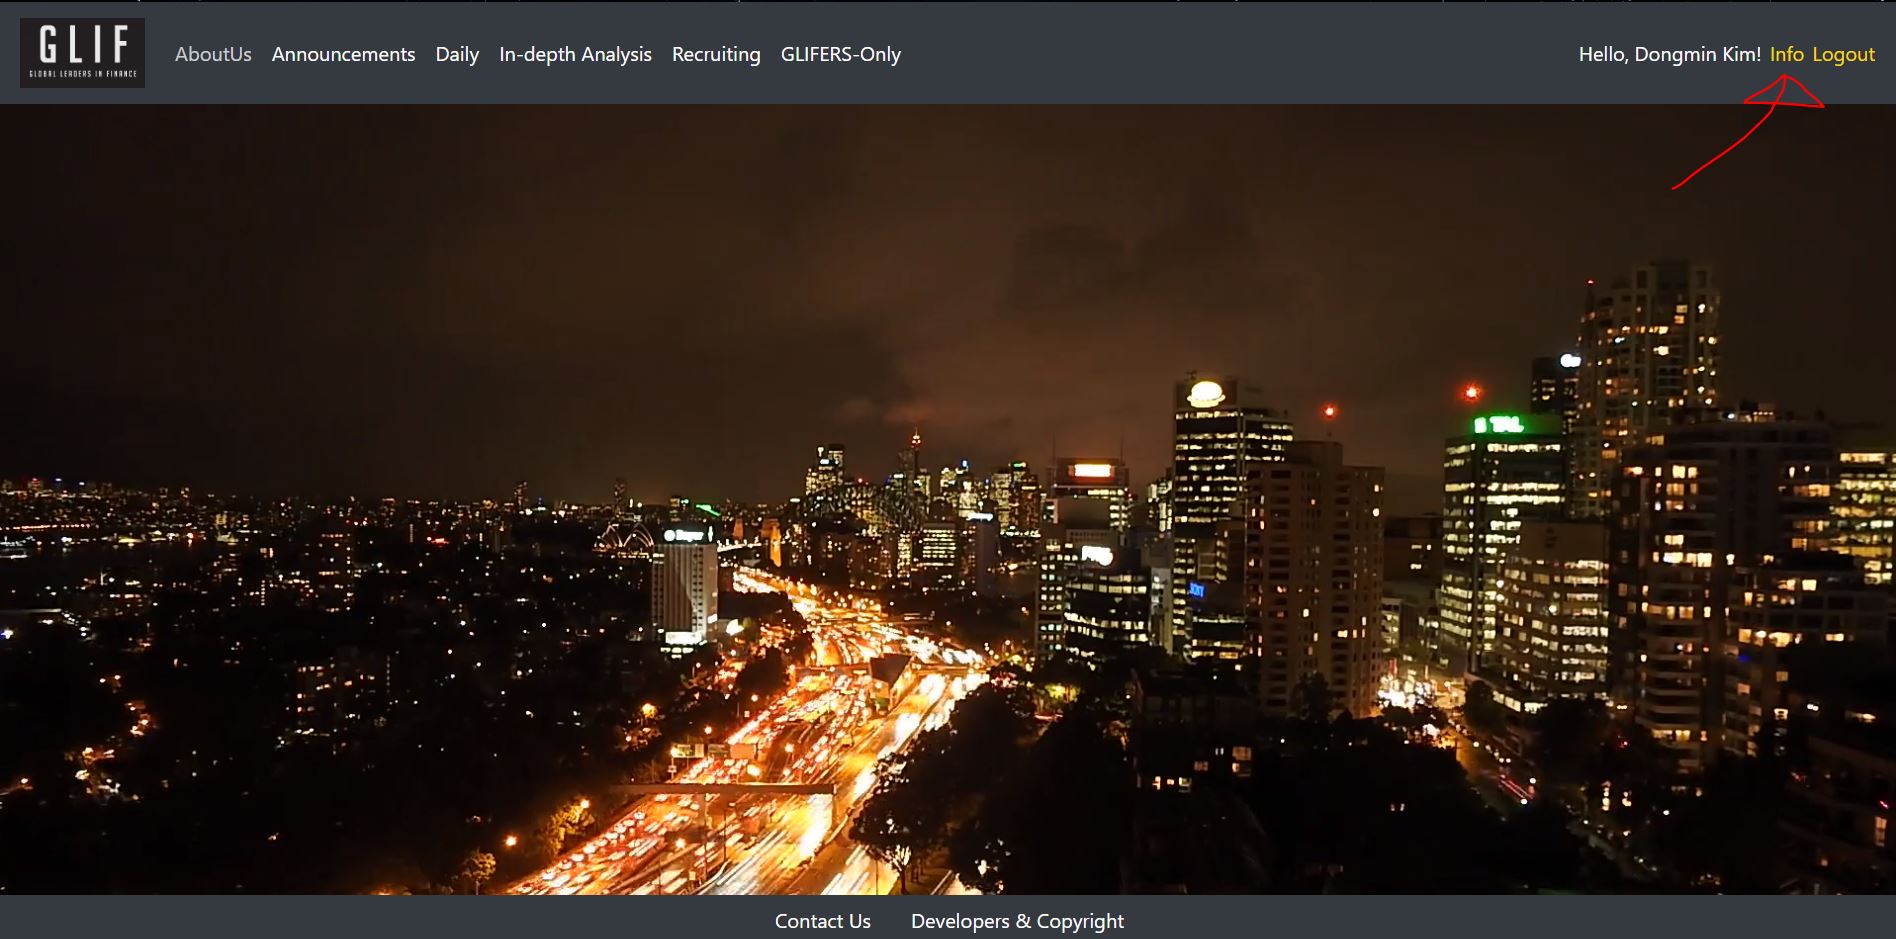 GLIF
GLOBAL LEADERS IN FINANCE
AboutUs Announcements Daily In-depth Analysis Recruiting GLIFERS-Only
Hello, Dongmin Kim! Info Logout
SONY
Contact Us Developers & Copyright